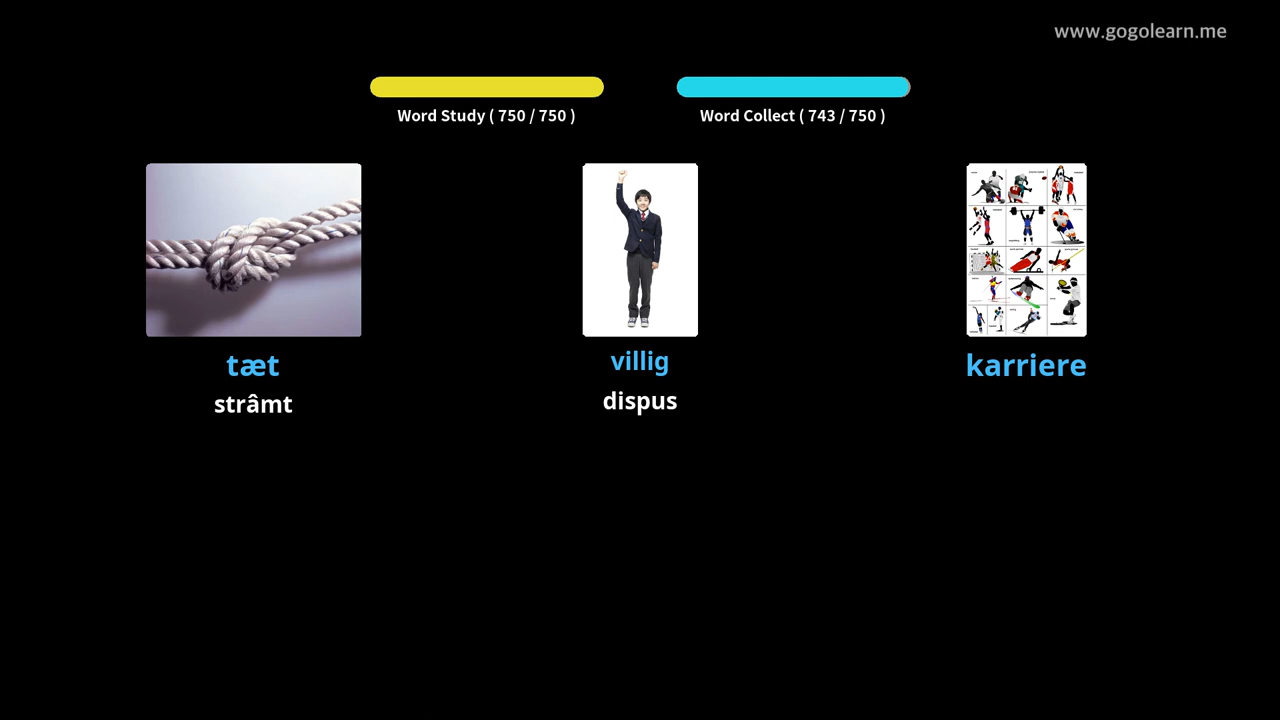 www.gogolearn.me
Word Study ( 750 / 750 )
Word Collect ( 743 / 750 )
tæt
villig
karriere
strâmt
dispus